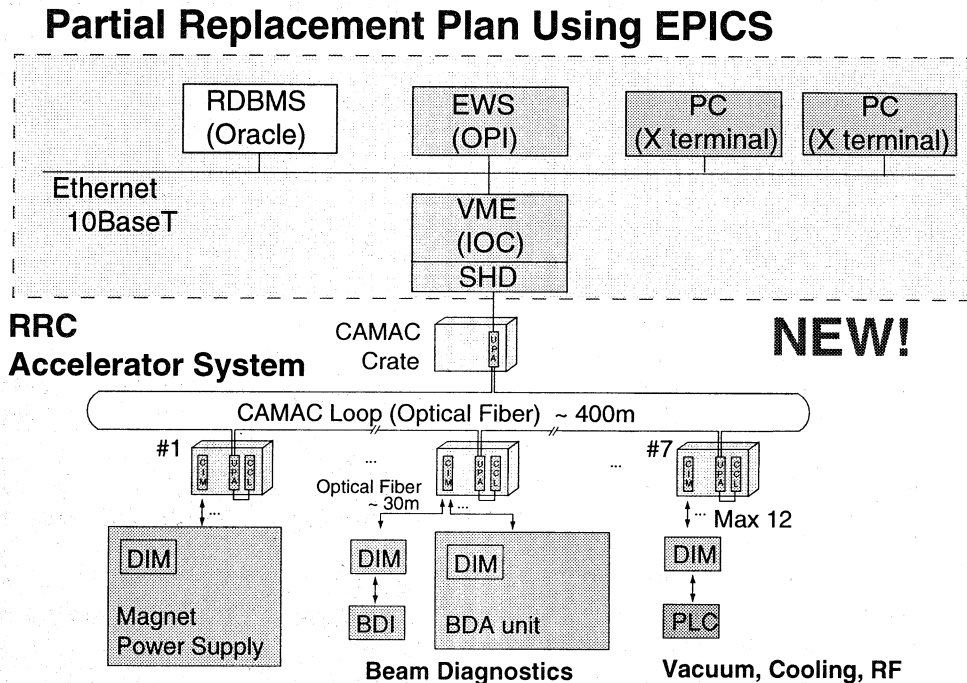 Partial Replacement Plan Using EPICS
RDBMS
(Oracle)
EWS
(OPI)
PC
(X terminal)
PC
(X terminal)
Ethernet
10BaseT
VME
(IOC)
SHD
RRC
Accelerator System
CAMAC
Crate
UPA
NEW!
CAMAC Loop (Optical Fiber) ~ 400m
#1
CIM
UPA
CCL
...
Optical Fiber
~ 30m
CIM
UPA
CCL
...
#7
CIM
UPA
CCL
...
...
...
Max 12
DIM
Magnet
Power Supply
DIM
BDI
DIM
BDA unit
DIM
PLC
Beam Diagnostics
Vacuum, Cooling, RF